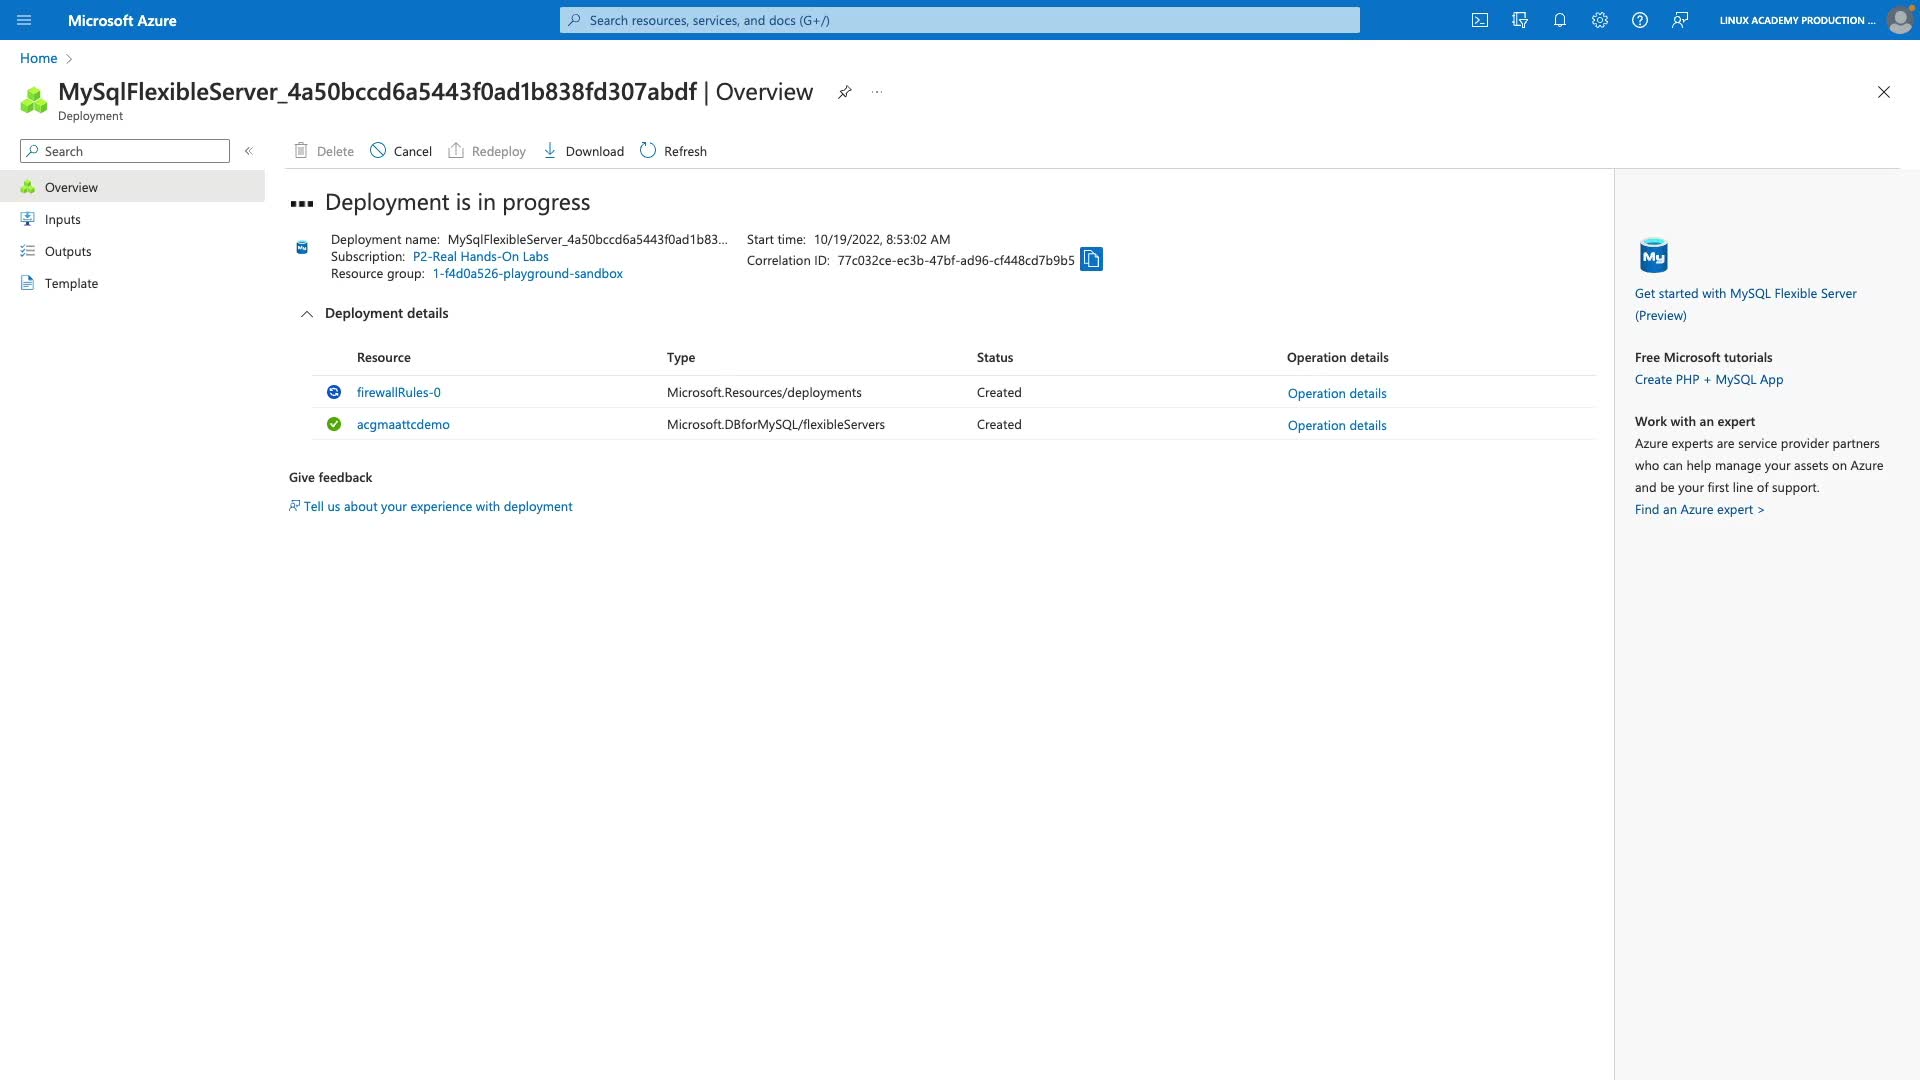 Microsoft Azure
Search resources, services, and docs (G+/)
LINUX ACADEMY PRODUCTION ...
Home
MySqlFlexibleServer_4a50bccd6a5443f0ad1b838fd307abdf | Overview
Deployment
Search
Delete
Cancel
Redeploy
Download
Refresh
Overview
Inputs
Outputs
Template
Deployment is in progress
Deployment name: MySqlFlexibleServer_4a50bccd6a5443f0ad1b83...
Subscription: P2-Real Hands-On Labs
Resource group: 1-f4d0a526-playground-sandbox
Start time: 10/19/2022, 8:53:02 AM
Correlation ID: 77c032ce-ec3b-47bf-ad96-cf448cd7b9b5
Deployment details
Resource Type Status Operation details
firewallRules-0 Microsoft.Resources/deployments Created Operation details
acgmaattcdemo Microsoft.DBforMySQL/flexibleServers Created Operation details
Give feedback
Tell us about your experience with deployment
My
Get started with MySQL Flexible Server
(Preview)
Free Microsoft tutorials
Create PHP + MySQL App
Work with an expert
Azure experts are service provider partners
who can help manage your assets on Azure
and be your first line of support.
Find an Azure expert >